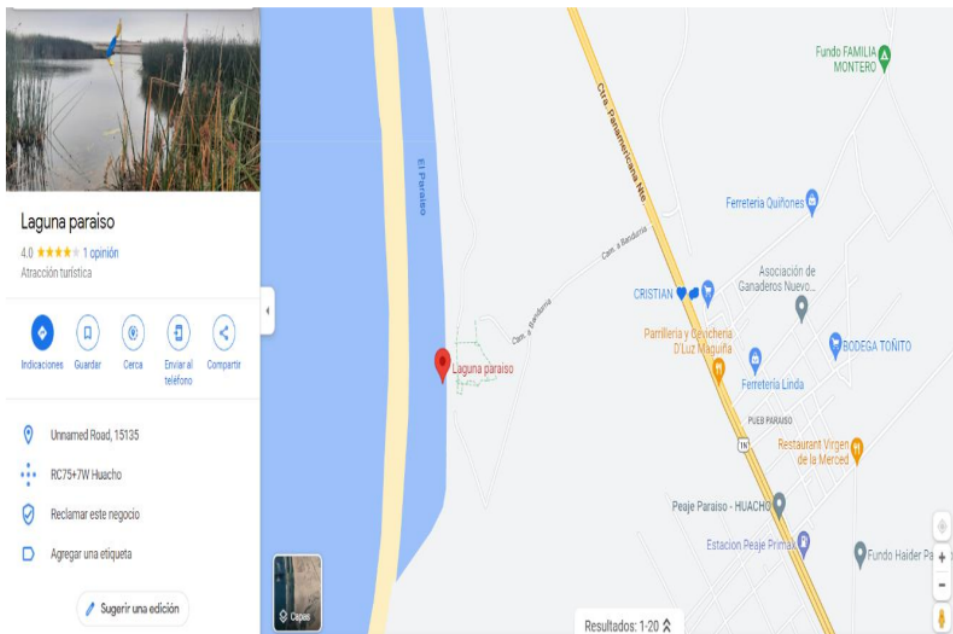 Laguna paraiso
4.0 ★★★★★ 1 opinión
Atracción turística
Indicaciones
Guardar
Cerca
Enviar al
teléfono
Compartir
Unnamed Road, 15135
RC75+7W Huacho
Reclamar este negocio
Agregar una etiqueta
Sugerir una edición
Capas
El Paraiso
Laguna paraiso
Cam. a Bandurria
Cam. a Bandurria
Ctra. Panamericana Nte.
Fundo FAMILIA
MONTERO
Ferreteria Quiñones
Asociación de
Ganaderos Nuevo...
CRISTIAN
Parrilleria y Cevicheria
D'Luz Maguiña
BODEGA TOÑITO
Ferretería Linda
PUEB PARAISO
1N
Restaurant Virgen
de la Merced
Peaje Paraiso - HUACHO
Estacion Peaje Primax
Fundo Haider
Resultados: 1-20